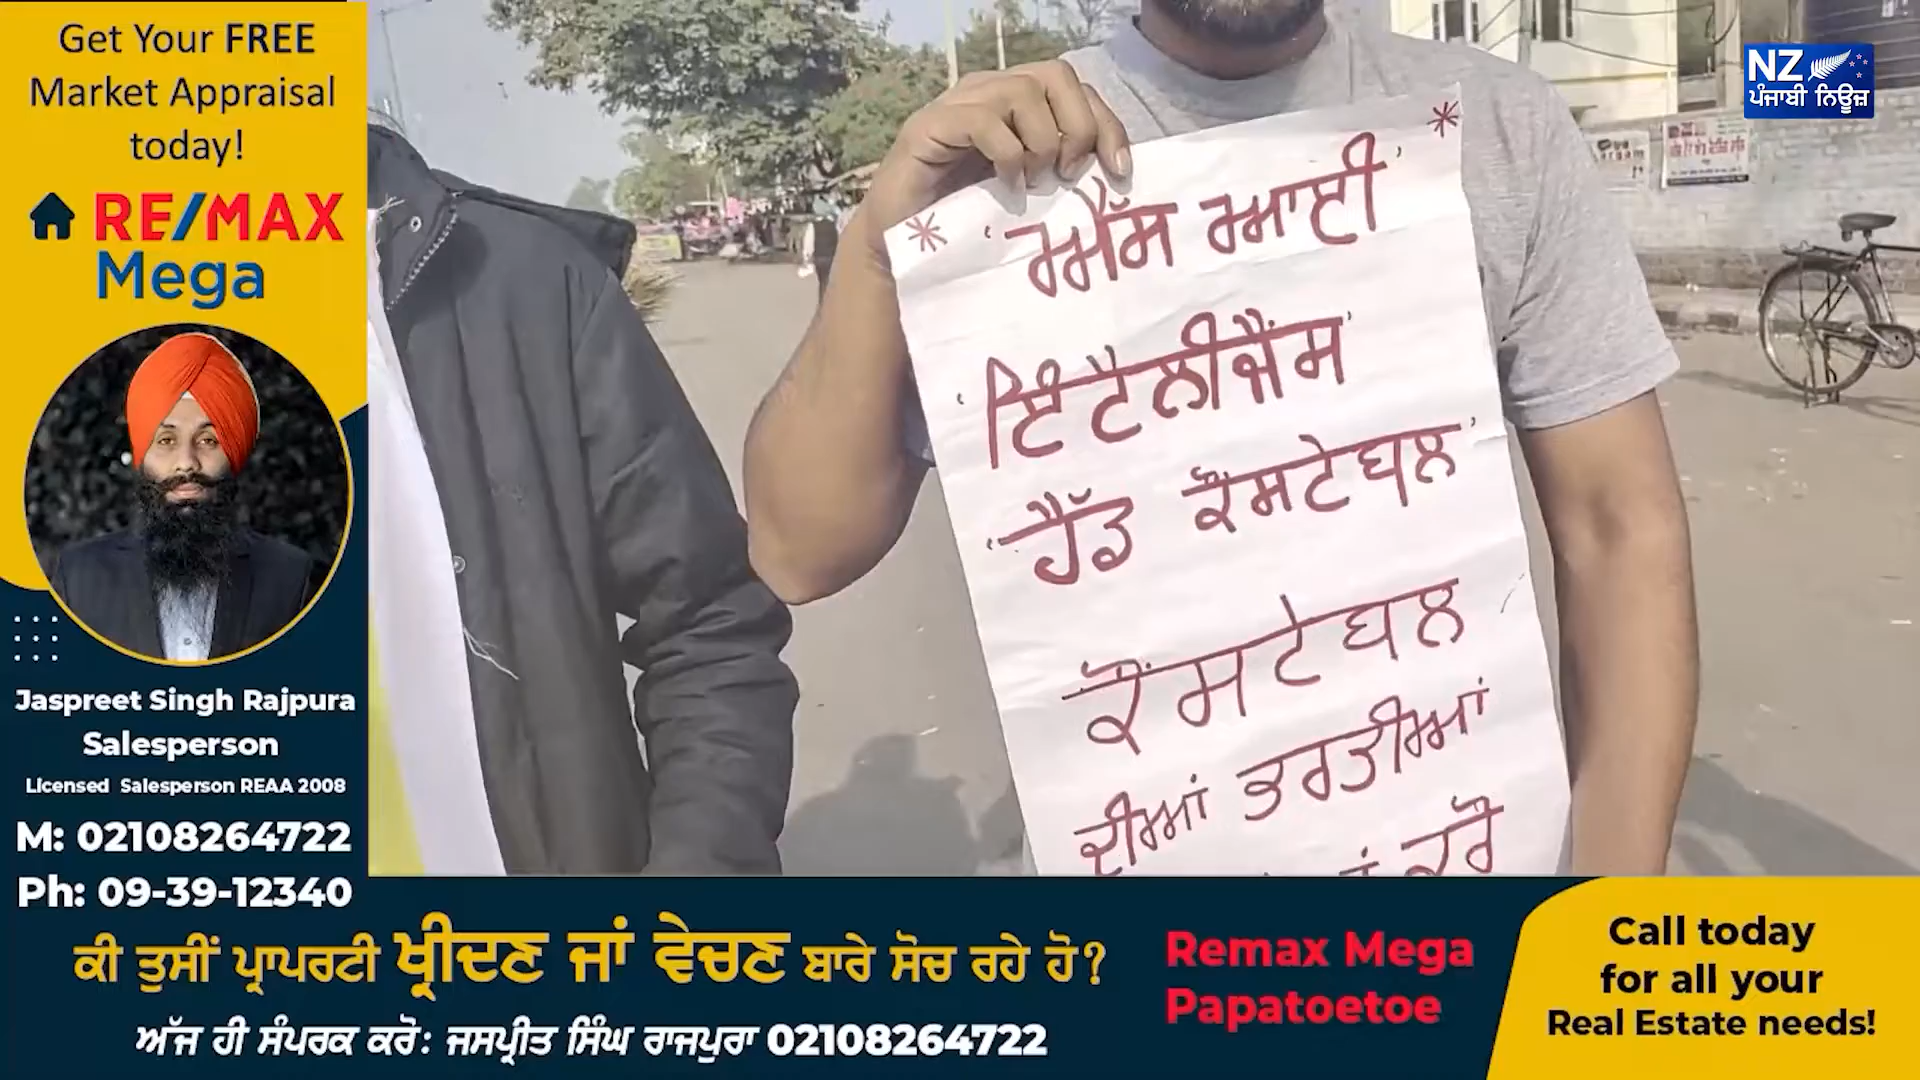 Get Your FREE
Market Appraisal
today!
RE/MAX
Mega
Jaspreet Singh Rajpura
Salesperson
Licensed Salesperson REAA 2008
M: 02108264722
Ph: 09-39-12340
NZ
ਪੰਜਾਬੀ ਨਿਊਜ਼
* 'ਐੱਸ ਆਈ' *
'ਇੰਟੈਲੀਜੈਂਸ'
'ਹੈੱਡ ਕੌਂਸਟੇਬਲ'
ਕੌਂਸਟੇਬਲ
ਦੀਆਂ ਭਰਤੀਆਂ
ਕਰੋ
ਕੀ ਤੁਸੀਂ ਪ੍ਰਾਪਰਟੀ ਖ੍ਰੀਦਣ ਜਾਂ ਵੇਚਣ ਬਾਰੇ ਸੋਚ ਰਹੇ ਹੋ?
ਅੱਜ ਹੀ ਸੰਪਰਕ ਕਰੋ: ਜਸਪ੍ਰੀਤ ਸਿੰਘ ਰਾਜਪੁਰਾ 02108264722
Remax Mega
Papatoetoe
Call today
for all your
Real Estate needs!